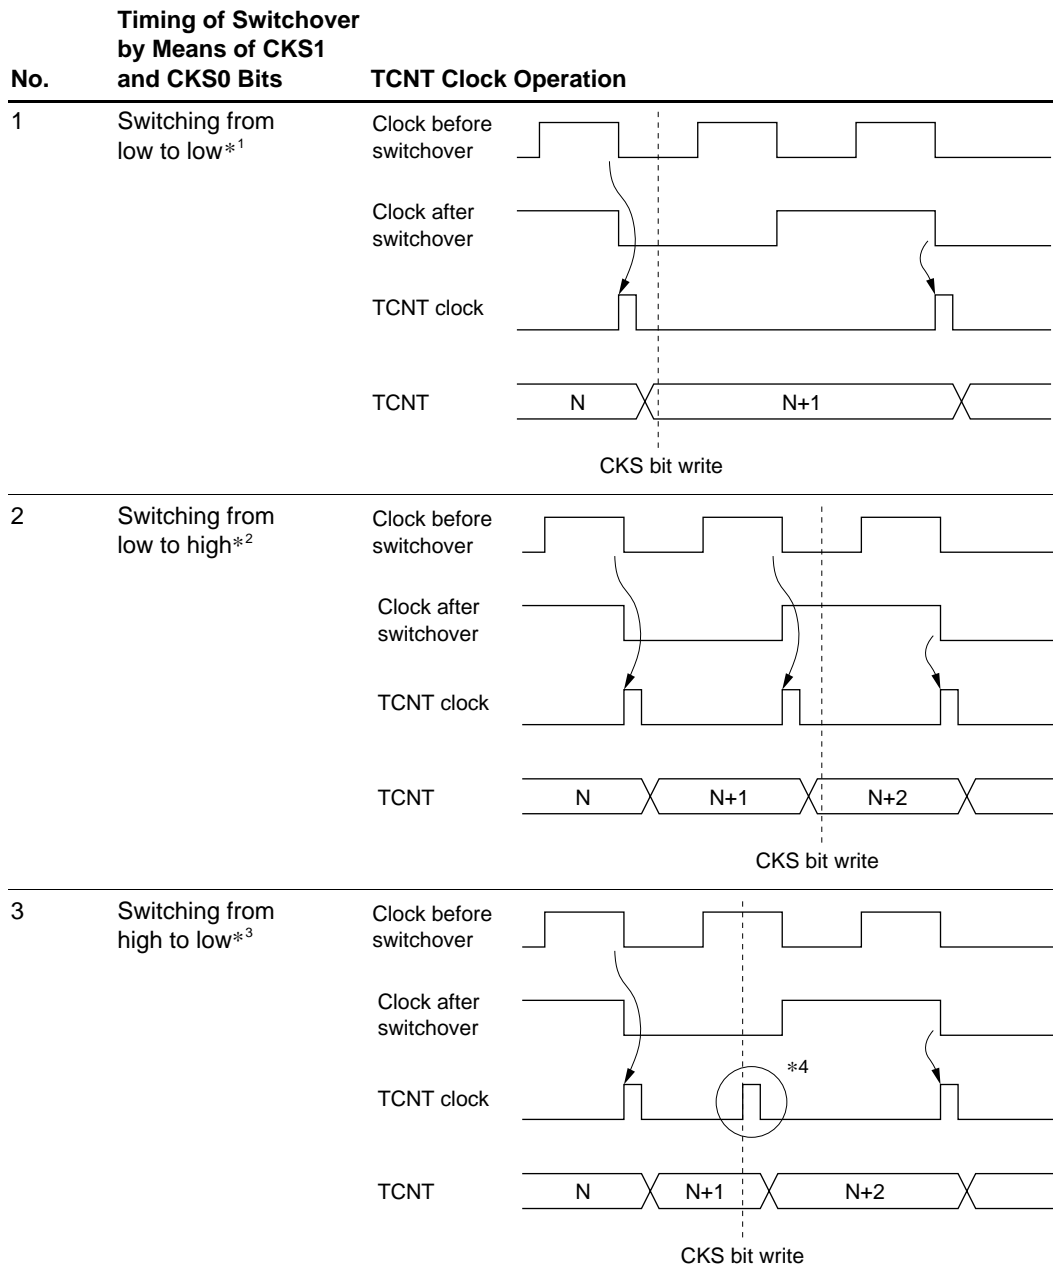 Timing of Switchover
by Means of CKS1
No. and CKS0 Bits TCNT Clock Operation
1 Switching from
low to low*1
Clock before
switchover
Clock after
switchover
TCNT clock
TCNT N N+1
CKS bit write
2 Switching from
low to high*2
Clock before
switchover
Clock after
switchover
TCNT clock
TCNT N N+1 N+2
CKS bit write
3 Switching from
high to low*3
Clock before
switchover
Clock after
switchover
*4
TCNT clock
TCNT N N+1 N+2
CKS bit write